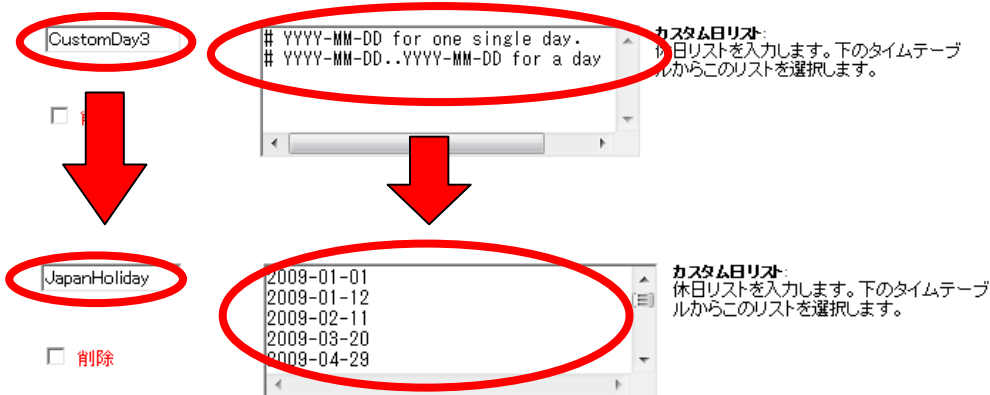 CustomDay3
# YYYY-MM-DD for one single day.
# YYYY-MM-DD..YYYY-MM-DD for a day
カスタム日リスト:
休日リストを入力します。下のタイムテーブ
ルからこのリストを選択します。
JapanHoliday
2009-01-01
2009-01-12
2009-02-11
2009-03-20
2009-04-29
カスタム日リスト:
休日リストを入力します。下のタイムテーブ
ルからこのリストを選択します。
削除